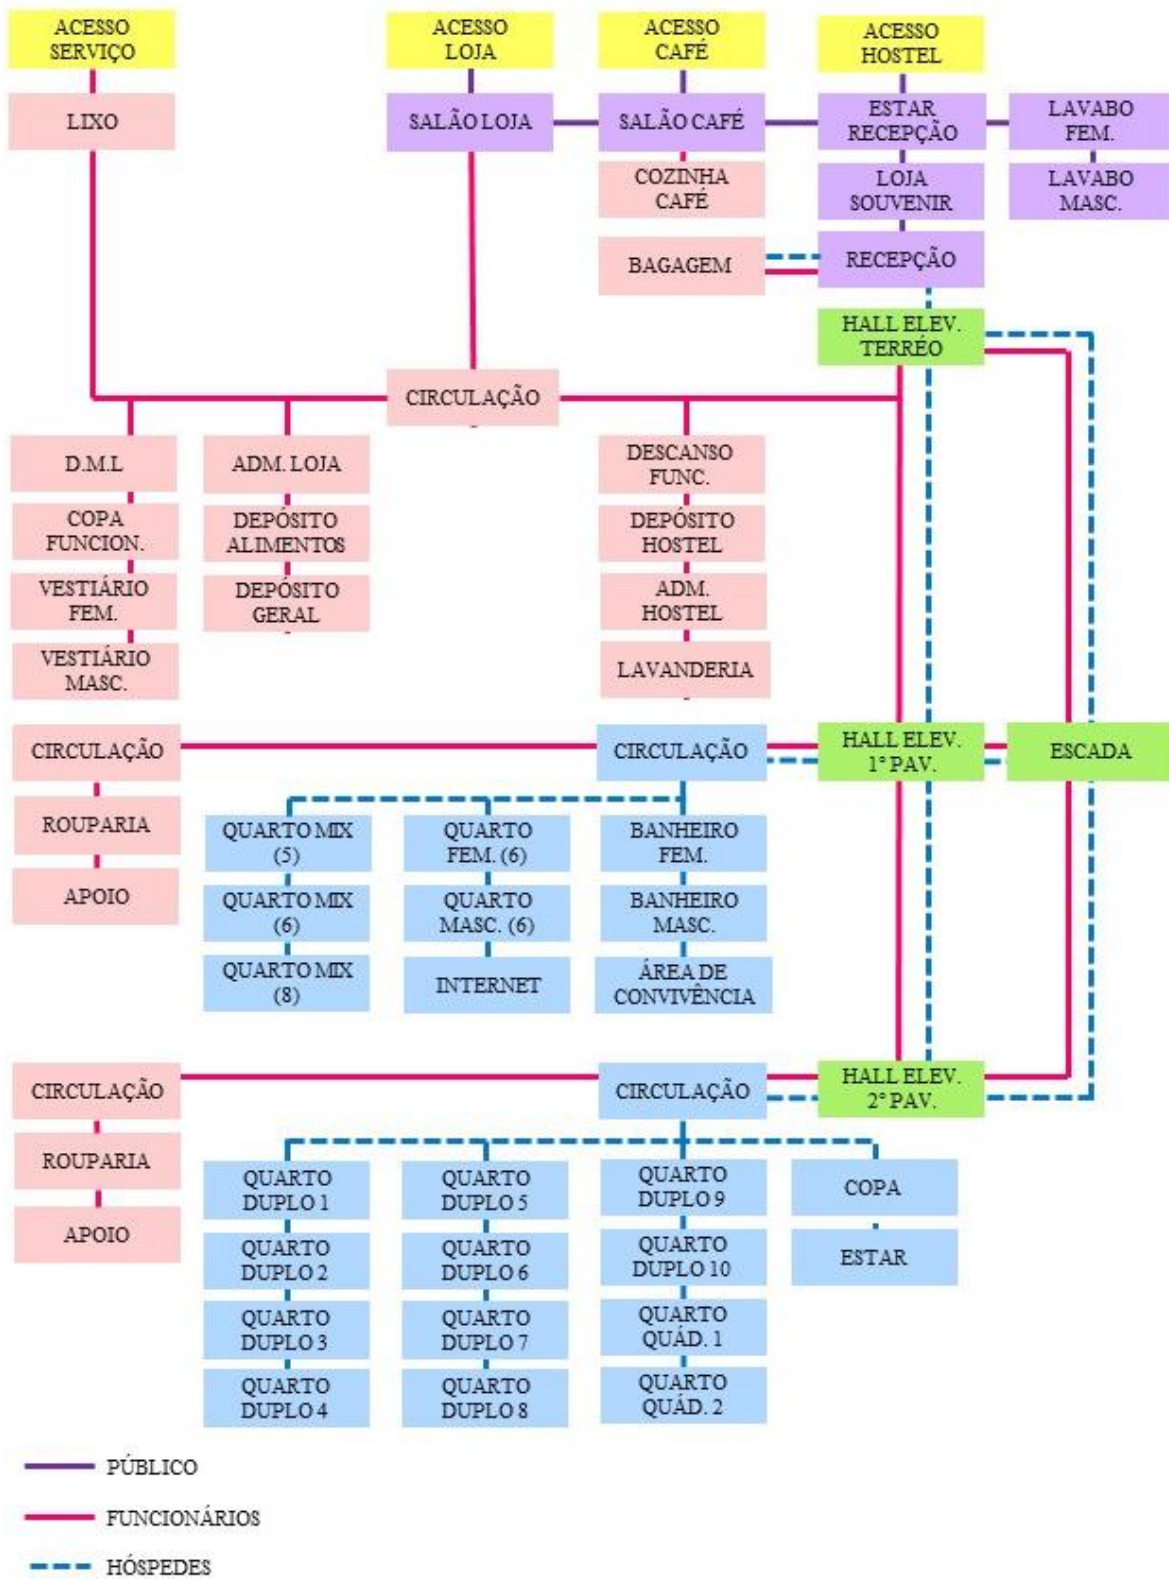 ACESSO
SERVIÇO
ACESSO
LOJA
ACESSO
CAFÉ
ACESSO
HOSTEL
LIXO
SALÃO LOJA
SALÃO CAFÉ
ESTAR
RECEPÇÃO
LAVABO
FEM.
COZINHA
CAFÉ
LOJA
SOUVENIR
LAVABO
MASC.
BAGAGEM
RECEPÇÃO
HALL ELEV.
TERRÉO
CIRCULAÇÃO
D.M.L
ADM. LOJA
DESCANSO
FUNC.
COPA
FUNCION.
DEPÓSITO
ALIMENTOS
DEPÓSITO
HOSTEL
VESTIÁRIO
FEM.
DEPÓSITO
GERAL
ADM.
HOSTEL
VESTIÁRIO
MASC.
LAVANDERIA
CIRCULAÇÃO
CIRCULAÇÃO
HALL ELEV.
1º PAV.
ESCADA
ROUPARIA
QUARTO MIX
(5)
QUARTO
FEM. (6)
BANHEIRO
FEM.
APOIO
QUARTO MIX
(6)
QUARTO
MASC. (6)
BANHEIRO
MASC.
QUARTO MIX
(8)
INTERNET
ÁREA DE
CONVIVÊNCIA
CIRCULAÇÃO
CIRCULAÇÃO
HALL ELEV.
2º PAV.
ROUPARIA
QUARTO
DUPLO 1
QUARTO
DUPLO 5
QUARTO
DUPLO 9
COPA
APOIO
QUARTO
DUPLO 2
QUARTO
DUPLO 6
QUARTO
DUPLO 10
ESTAR
QUARTO
DUPLO 3
QUARTO
DUPLO 7
QUARTO
QUÁD. 1
QUARTO
DUPLO 4
QUARTO
DUPLO 8
QUARTO
QUÁD. 2
PÚBLICO
FUNCIONÁRIOS
HÓSPEDES